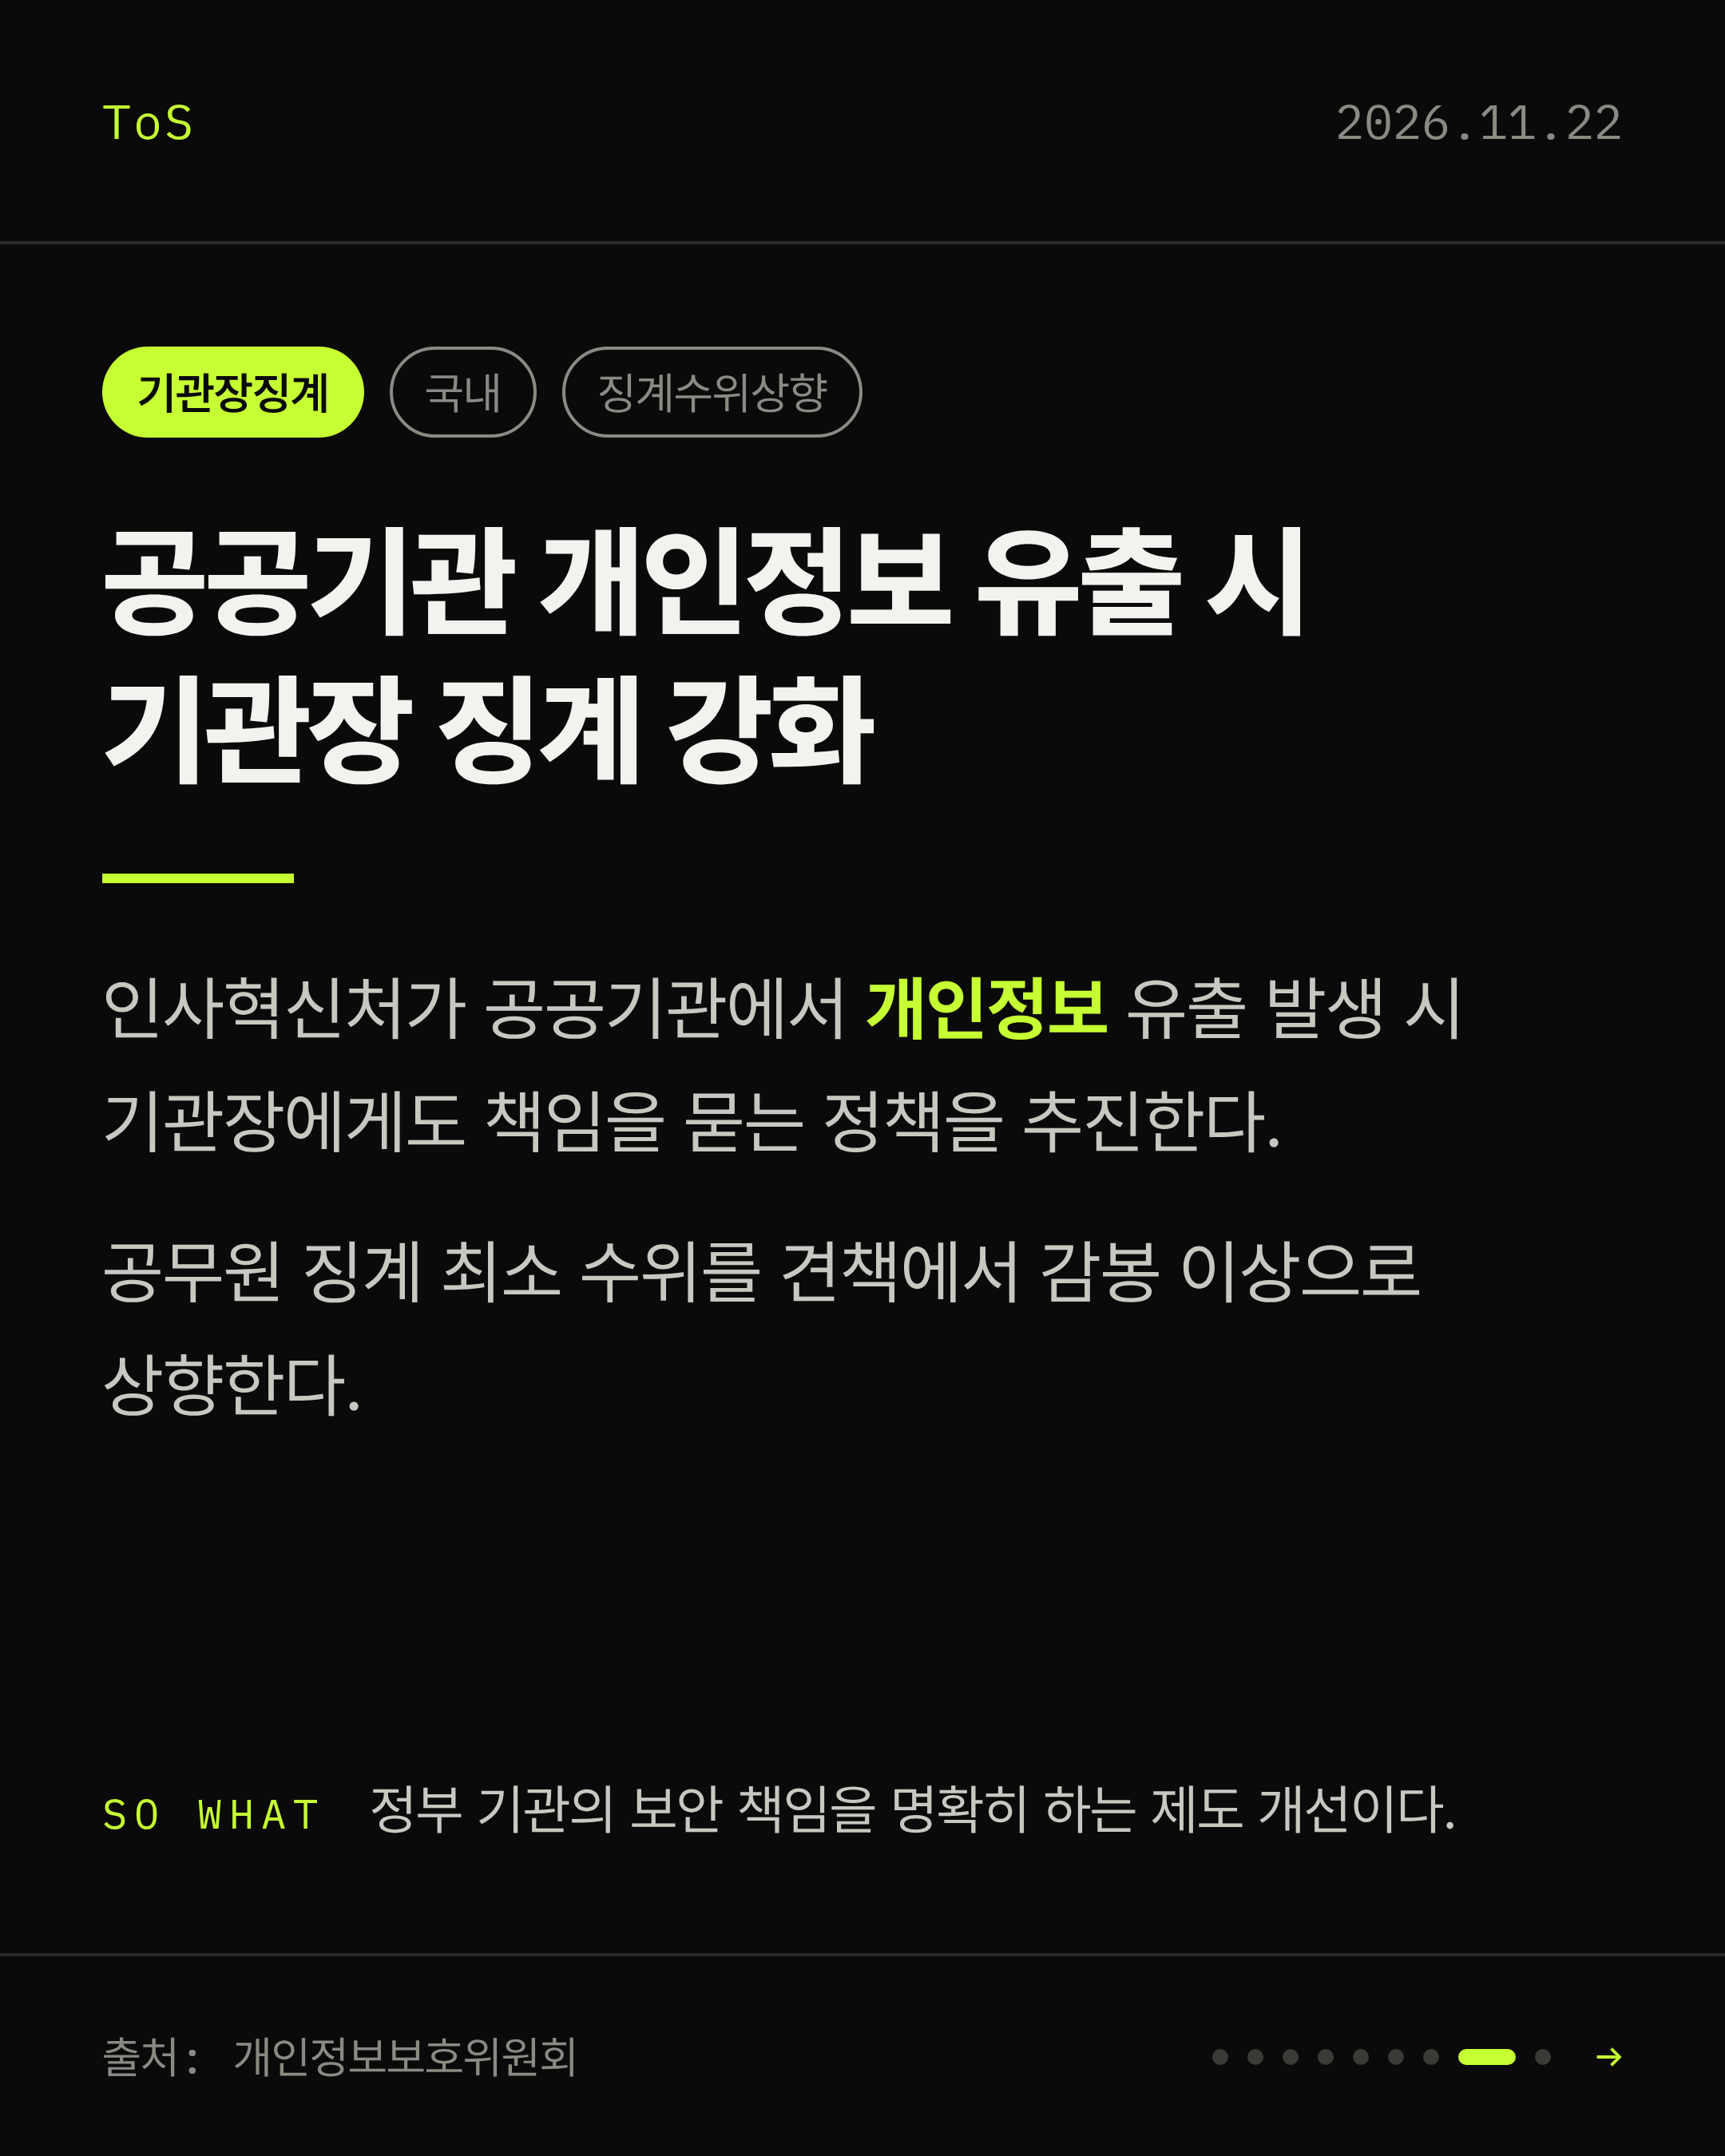 ToS
2026.11.22
기관장징계
국내
징계수위상향
공공기관 개인정보 유출 시
기관장 징계 강화
인사혁신처가 공공기관에서 개인정보 유출 발생 시
기관장에게도 책임을 묻는 정책을 추진한다.
공무원 징계 최소 수위를 견책에서 감봉 이상으로
상향한다.
SO WHAT 정부 기관의 보안 책임을 명확히 하는 제도 개선이다.
출처: 개인정보보호위원회
→